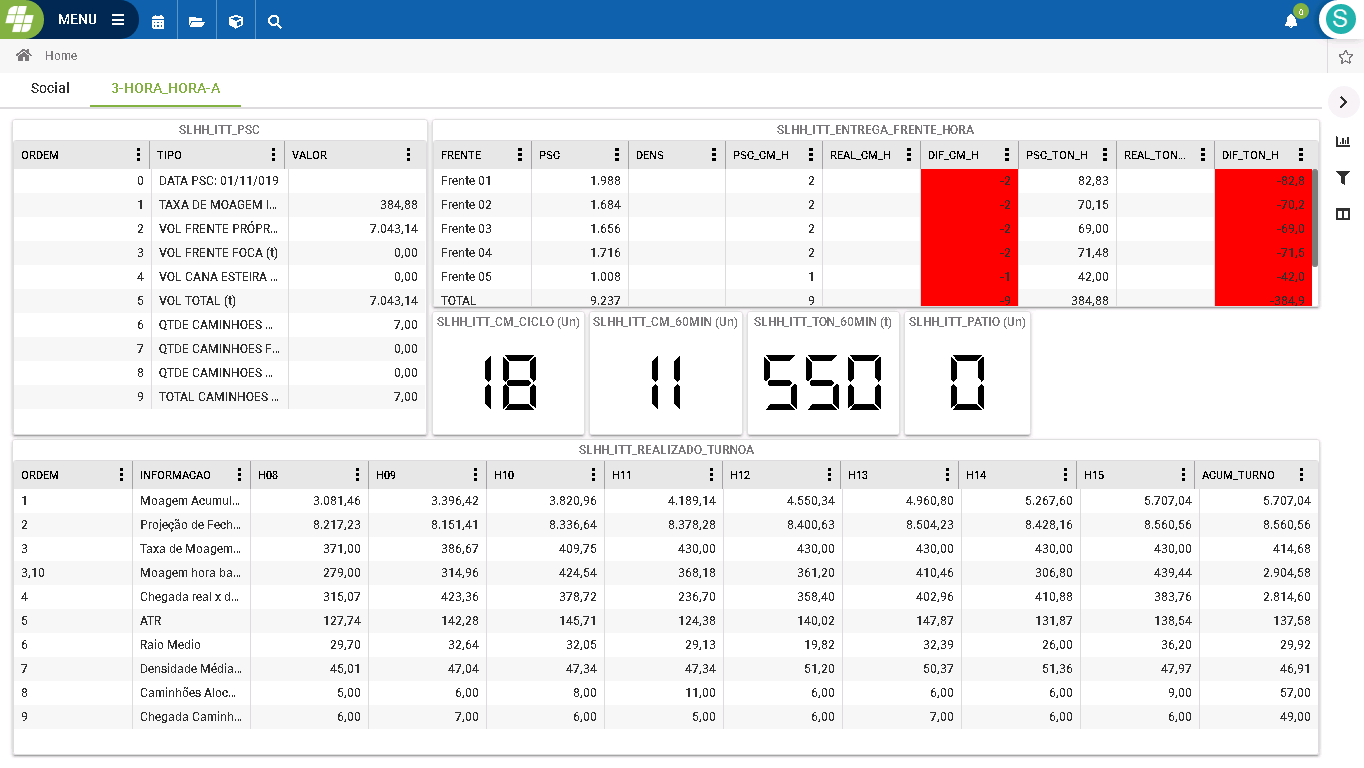 MENU
0
S
Home
Social 3-HORA_HORA-A
SLHH_ITT_PSC
ORDEM TIPO VALOR
0 DATA PSC: 01/11/019
1 TAXA DE MOAGEM I... 384,88
2 VOL FRENTE PRÓPR... 7.043,14
3 VOL FRENTE FOCA (t) 0,00
4 VOL CANA ESTEIRA ... 0,00
5 VOL TOTAL (t) 7.043,14
6 QTDE CAMINHOES ... 7,00
7 QTDE CAMINHOES F... 0,00
8 QTDE CAMINHOES ... 0,00
9 TOTAL CAMINHOES ... 7,00
SLHH_ITT_ENTREGA_FRENTE_HORA
FRENTE PSC DENS PSC_CM_H REAL_CM_H DIF_CM_H PSC_TON_H REAL_TON... DIF_TON_H
Frente 01 1.988 2 -2 82,83 -82,8
Frente 02 1.684 2 -2 70,15 -70,2
Frente 03 1.656 2 -2 69,00 -69,0
Frente 04 1.716 2 -2 71,48 -71,5
Frente 05 1.008 1 -1 42,00 -42,0
TOTAL 9.237 9 -9 384,88 -384,9
SLHH_ITT_CM_CICLO (Un) SLHH_ITT_CM_60MIN (Un) SLHH_ITT_TON_60MIN (t) SLHH_ITT_PATIO (Un)
18 11 550 0
SLHH_ITT_REALIZADO_TURNOA
ORDEM INFORMACAO H08 H09 H10 H11 H12 H13 H14 H15 ACUM_TURNO
1 Moagem Acumul... 3.081,46 3.396,42 3.820,96 4.189,14 4.550,34 4.960,80 5.267,60 5.707,04 5.707,04
2 Projeção de Fech... 8.217,23 8.151,41 8.336,64 8.378,28 8.400,63 8.504,23 8.428,16 8.560,56 8.560,56
3 Taxa de Moagem... 371,00 386,67 409,75 430,00 430,00 430,00 430,00 430,00 414,68
3,10 Moagem hora ba... 279,00 314,96 424,54 368,18 361,20 410,46 306,80 439,44 2.904,58
4 Chegada real x d... 315,07 423,36 378,72 236,70 358,40 402,96 410,88 383,76 2.814,60
5 ATR 127,74 142,28 145,71 124,38 140,02 147,87 131,87 138,54 137,58
6 Raio Medio 29,70 32,64 32,05 29,13 19,82 32,39 26,00 36,20 29,92
7 Densidade Média... 45,01 47,04 47,34 47,34 51,20 50,37 51,36 47,97 46,91
8 Caminhões Aloc... 5,00 6,00 8,00 11,00 6,00 6,00 6,00 9,00 57,00
9 Chegada Caminh... 6,00 7,00 6,00 5,00 6,00 7,00 6,00 6,00 49,00